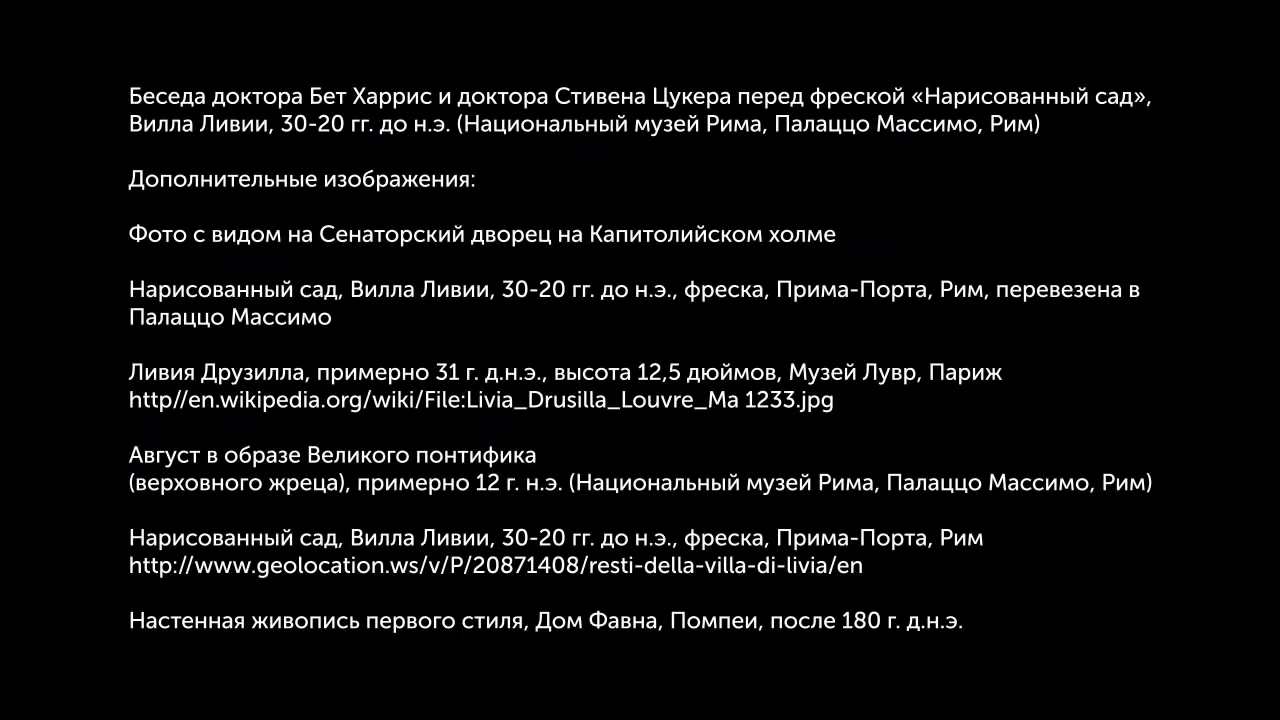 Беседа доктора Бет Харрис и доктора Стивена Цукера перед фреской «Нарисованный сад»,
Вилла Ливии, 30-20 гг. до н.э. (Национальный музей Рима, Палаццо Массимо, Рим)
Дополнительные изображения:
Фото с видом на Сенаторский дворец на Капитолийском холме
Нарисованный сад, Вилла Ливии, 30-20 гг. до н.э., фреска, Прима-Порта, Рим, перевезена в
Палаццо Массимо
Ливия Друзилла, примерно 31 г. д.н.э., высота 12,5 дюймов, Музей Лувр, Париж
http//en.wikipedia.org/wiki/File:Livia_Drusilla_Louvre_Ma 1233.jpg
Август в образе Великого понтифика
(верховного жреца), примерно 12 г. н.э. (Национальный музей Рима, Палаццо Массимо, Рим)
Нарисованный сад, Вилла Ливии, 30-20 гг. до н.э., фреска, Прима-Порта, Рим
http://www.geolocation.ws/v/P/20871408/resti-della-villa-di-livia/en
Настенная живопись первого стиля, Дом Фавна, Помпеи, после 180 г. д.н.э.